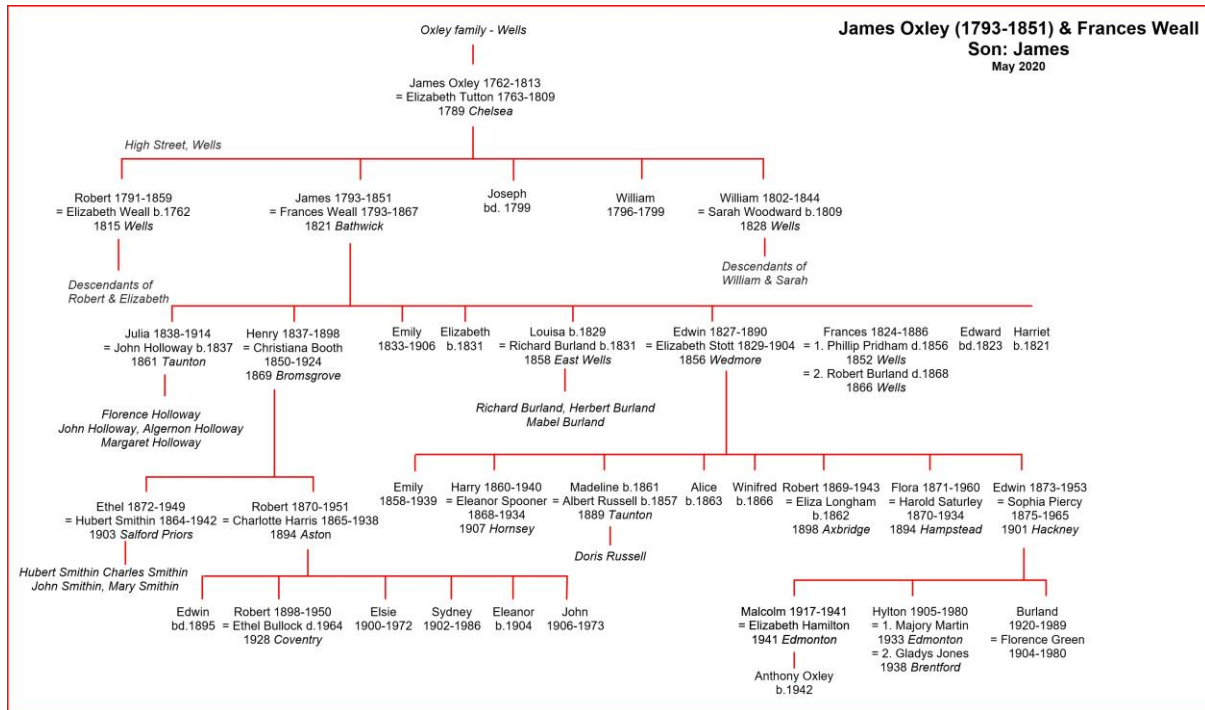 James Oxley (1793-1851) & Frances Weall
Son: James
May 2020
Oxley family - Wells
James Oxley 1762-1813
= Elizabeth Tutton 1763-1809
1789 Chelsea
High Street, Wells
Robert 1791-1859
= Elizabeth Weall b.1762
1815 Wells
James 1793-1851
= Frances Weall 1793-1867
1821 Bathwick
Joseph
bd. 1799
William
1796-1799
William 1802-1844
= Sarah Woodward b.1809
1828 Wells
Descendants of
Robert & Elizabeth
Descendants of
William & Sarah
Julia 1838-1914
= John Holloway b.1837
1861 Taunton
Henry 1837-1898
= Christiana Booth
1850-1924
1869 Bromsgrove
Emily
1833-1906
Elizabeth
b.1831
Louisa b.1829
= Richard Burland b.1831
1858 East Wells
Edwin 1827-1890
= Elizabeth Stott 1829-1904
1856 Wedmore
Frances 1824-1886
= 1. Phillip Pridham d.1856
1852 Wells
= 2. Robert Burland d.1868
1866 Wells
Edward
bd.1823
Harriet
b.1821
Florence Holloway
John Holloway, Algernon Holloway
Margaret Holloway
Richard Burland, Herbert Burland
Mabel Burland
Ethel 1872-1949
= Hubert Smithin 1864-1942
1903 Salford Priors
Robert 1870-1951
= Charlotte Harris 1865-1938
1894 Aston
Emily
1858-1939
Harry 1860-1940
= Eleanor Spooner
1868-1934
1907 Hornsey
Madeline b.1861
= Albert Russell b.1857
1889 Taunton
Alice
b.1863
Winifred
b.1866
Robert 1869-1943
= Eliza Longham
b.1862
1898 Axbridge
Flora 1871-1960
= Harold Saturley
1870-1934
1894 Hampstead
Edwin 1873-1953
= Sophia Piercy
1875-1965
1901 Hackney
Doris Russell
Hubert Smithin Charles Smithin
John Smithin, Mary Smithin
Edwin
bd.1895
Robert 1898-1950
= Ethel Bullock d.1964
1928 Coventry
Elsie
1900-1972
Sydney
1902-1986
Eleanor
b.1904
John
1906-1973
Malcolm 1917-1941
= Elizabeth Hamilton
1941 Edmonton
Hylton 1905-1980
= 1. Majory Martin
1933 Edmonton
= 2. Gladys Jones
1938 Brentford
Burland
1920-1989
= Florence Green
1904-1980
Anthony Oxley
b.1942